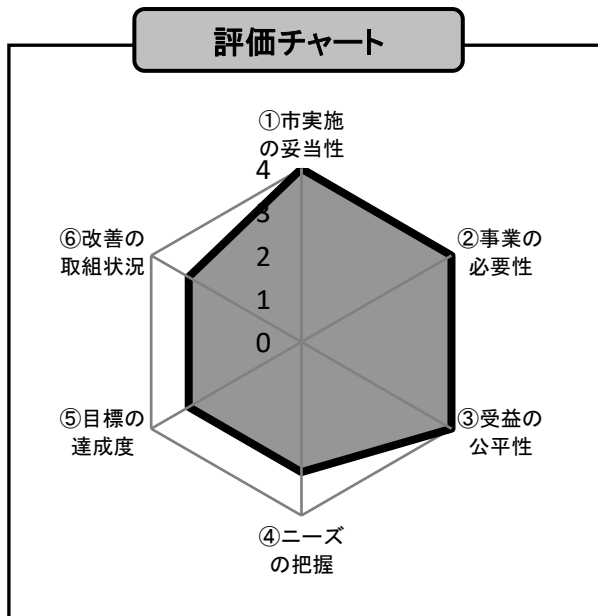 評価チャート
①市実施
の妥当性
4
3
2
1
0
②事業の
必要性
③受益の
公平性
④ニーズ
の把握
⑤目標の
達成度
⑥改善の
取組状況